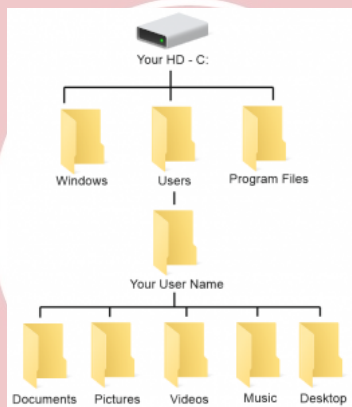 Your HD - C:
Windows Users Program Files
Your User Name
Documents Pictures Videos Music Desktop